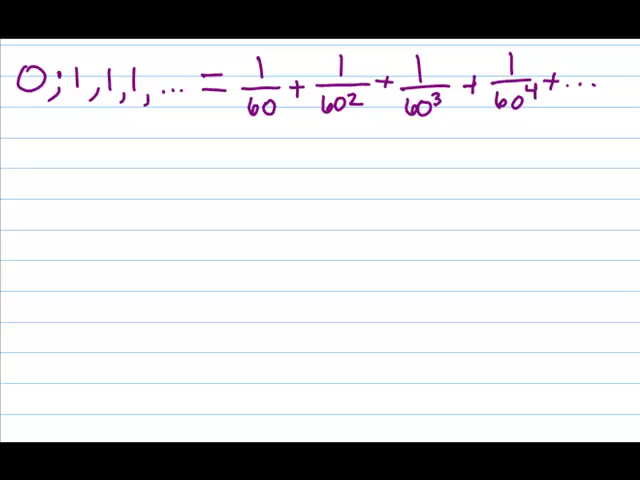 0;1,1,1,... = 1/60 + 1/60² + 1/60³ + 1/60⁴ + ...